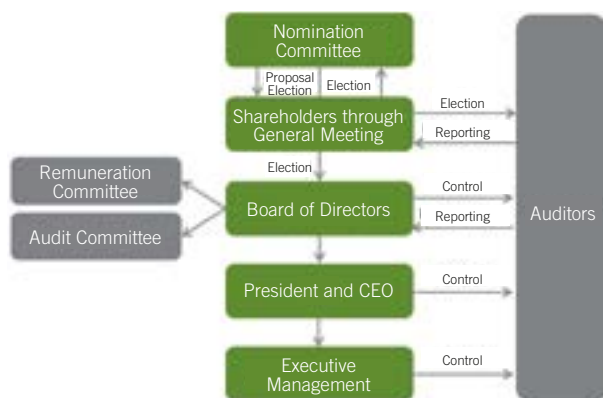 Nomination
Committee
Proposal
Election
Election
Shareholders through
General Meeting
Election
Reporting
Election
Remuneration
Committee
Audit Committee
Board of Directors
Control
Reporting
Auditors
President and CEO
Control
Executive
Management
Control